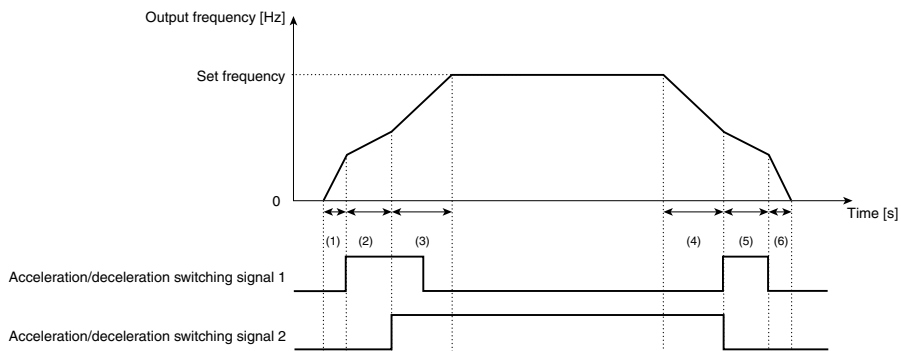 Output frequency [Hz]
Set frequency
0
Time [s]
(1) (2) (3) (4) (5) (6)
Acceleration/deceleration switching signal 1
Acceleration/deceleration switching signal 2